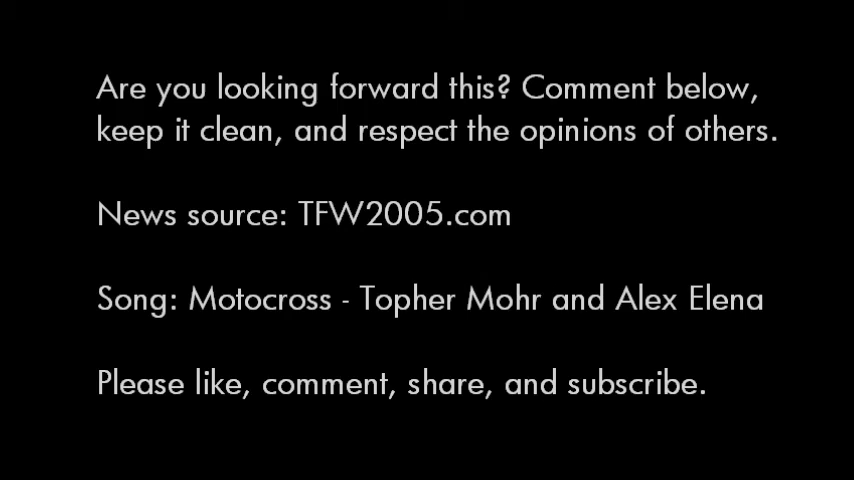 Are you looking forward this? Comment below,
keep it clean, and respect the opinions of others.
News source: TFW2005.com
Song: Motocross - Topher Mohr and Alex Elena
Please like, comment, share, and subscribe.